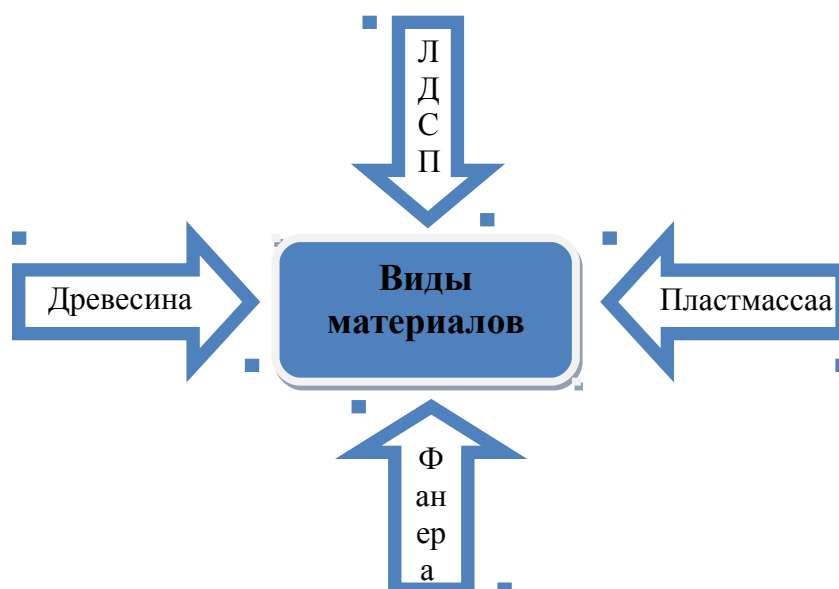 Л
Д
С
П
Древесина
Виды
материалов
Пластмассаа
Ф
ан
ер
а